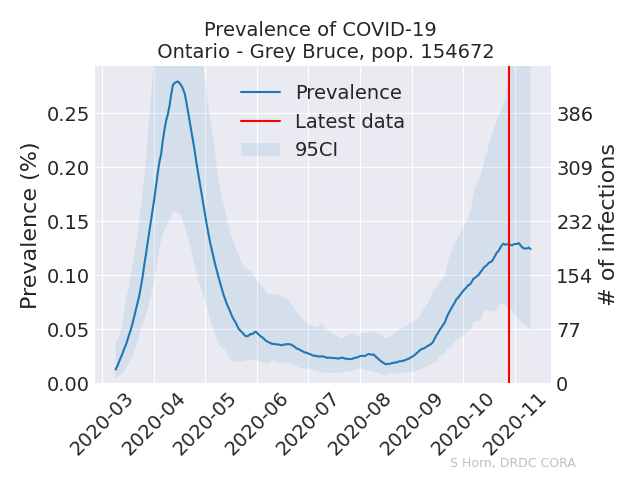 Prevalence of COVID-19
Ontario - Grey Bruce, pop. 154672
Prevalence
Latest data
95CI
Prevalence (%)
0.25
0.20
0.15
0.10
0.05
0.00
386
309
232
154
77
0
# of infections
2020-03
2020-04
2020-05
2020-06
2020-07
2020-08
2020-09
2020-10
2020-11
S Horn, DRDC CORA